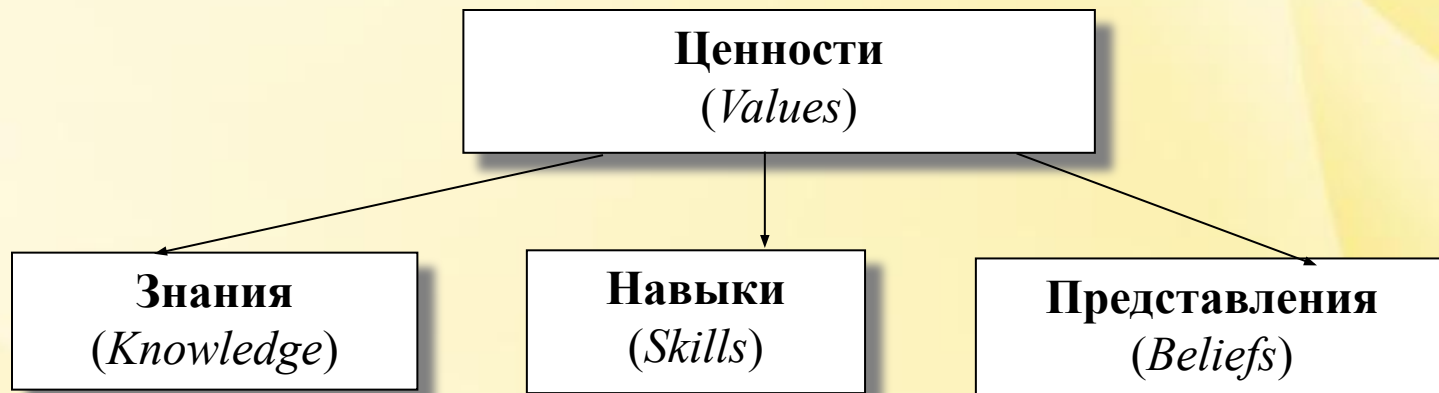 Ценности
(Values)
Знания
(Knowledge)
Навыки
(Skills)
Представления
(Beliefs)